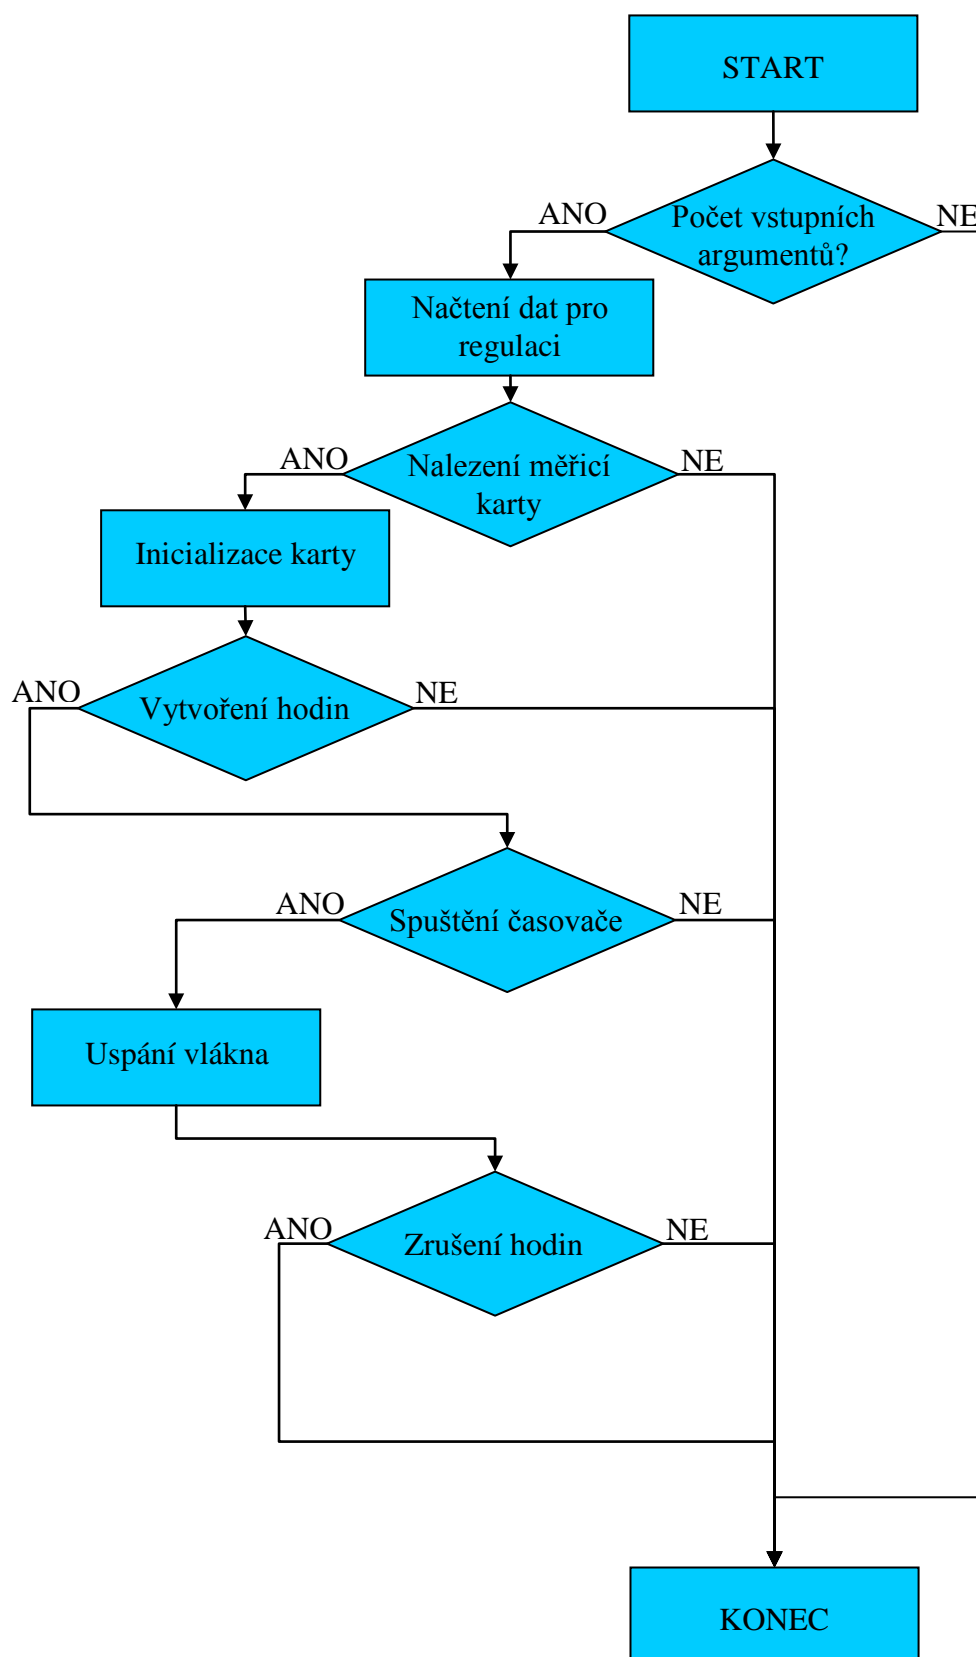 START
ANO
Počet vstupních
argumentů?
NE
Načtení dat pro
regulaci
ANO
Nalezení měřicí
karty
NE
Inicializace karty
ANO
Vytvoření hodin
NE
ANO
Spuštění časovače
NE
Uspání vlákna
ANO
Zrušení hodin
NE
KONEC